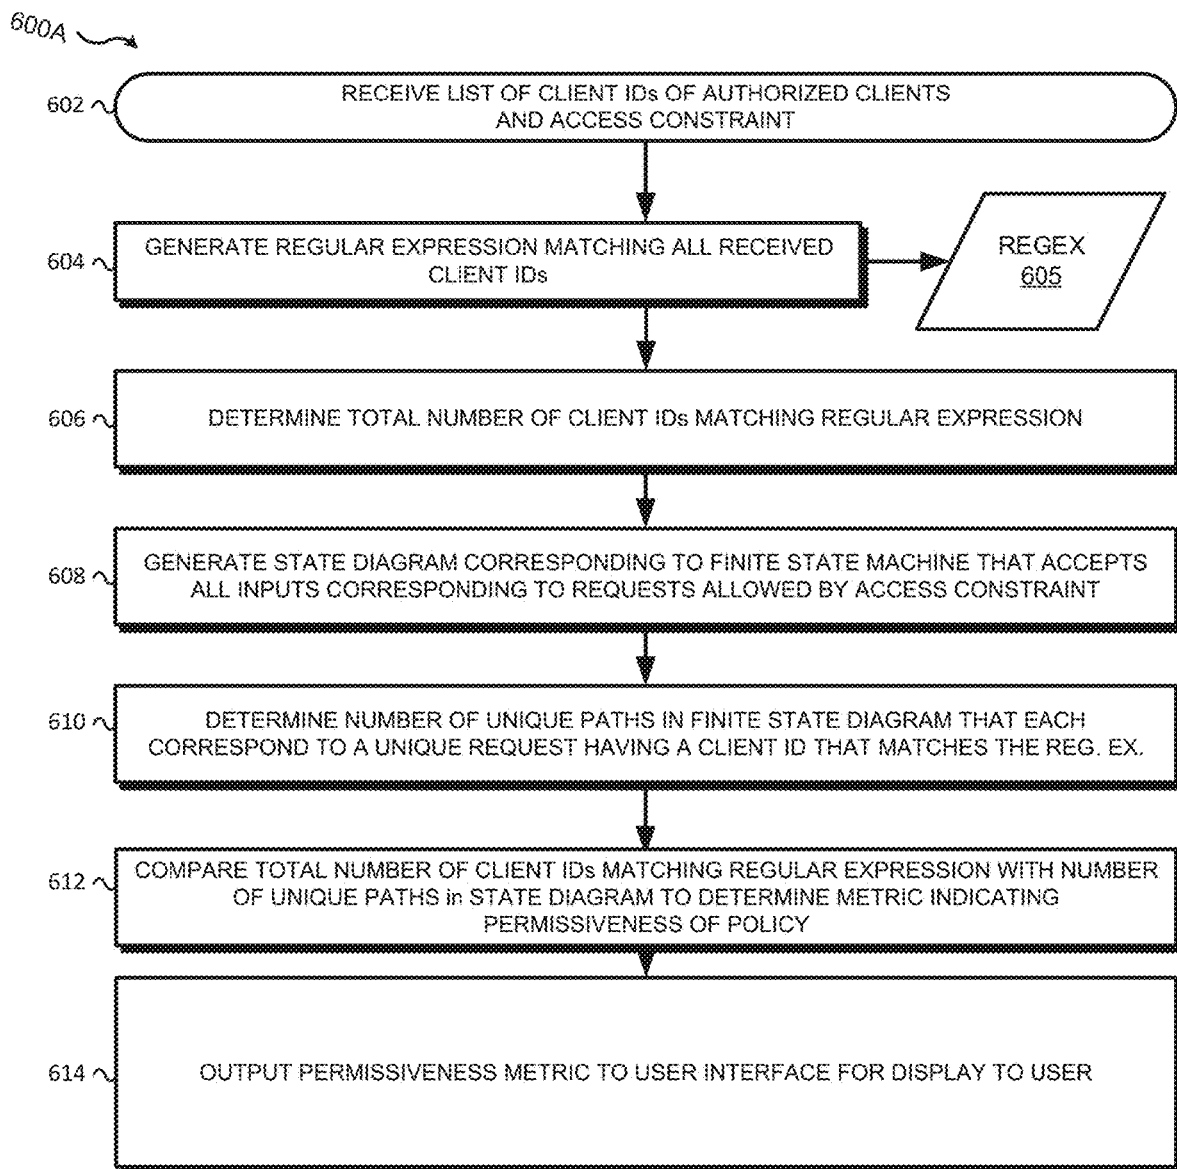 600A
602
RECEIVE LIST OF CLIENT IDs OF AUTHORIZED CLIENTS
AND ACCESS CONSTRAINT
604
GENERATE REGULAR EXPRESSION MATCHING ALL RECEIVED
CLIENT IDs
REGEX
605
606
DETERMINE TOTAL NUMBER OF CLIENT IDs MATCHING REGULAR EXPRESSION
608
GENERATE STATE DIAGRAM CORRESPONDING TO FINITE STATE MACHINE THAT ACCEPTS
ALL INPUTS CORRESPONDING TO REQUESTS ALLOWED BY ACCESS CONSTRAINT
610
DETERMINE NUMBER OF UNIQUE PATHS IN FINITE STATE DIAGRAM THAT EACH
CORRESPOND TO A UNIQUE REQUEST HAVING A CLIENT ID THAT MATCHES THE REG. EX.
612
COMPARE TOTAL NUMBER OF CLIENT IDs MATCHING REGULAR EXPRESSION WITH NUMBER
OF UNIQUE PATHS in STATE DIAGRAM TO DETERMINE METRIC INDICATING
PERMISSIVENESS OF POLICY
614
OUTPUT PERMISSIVENESS METRIC TO USER INTERFACE FOR DISPLAY TO USER